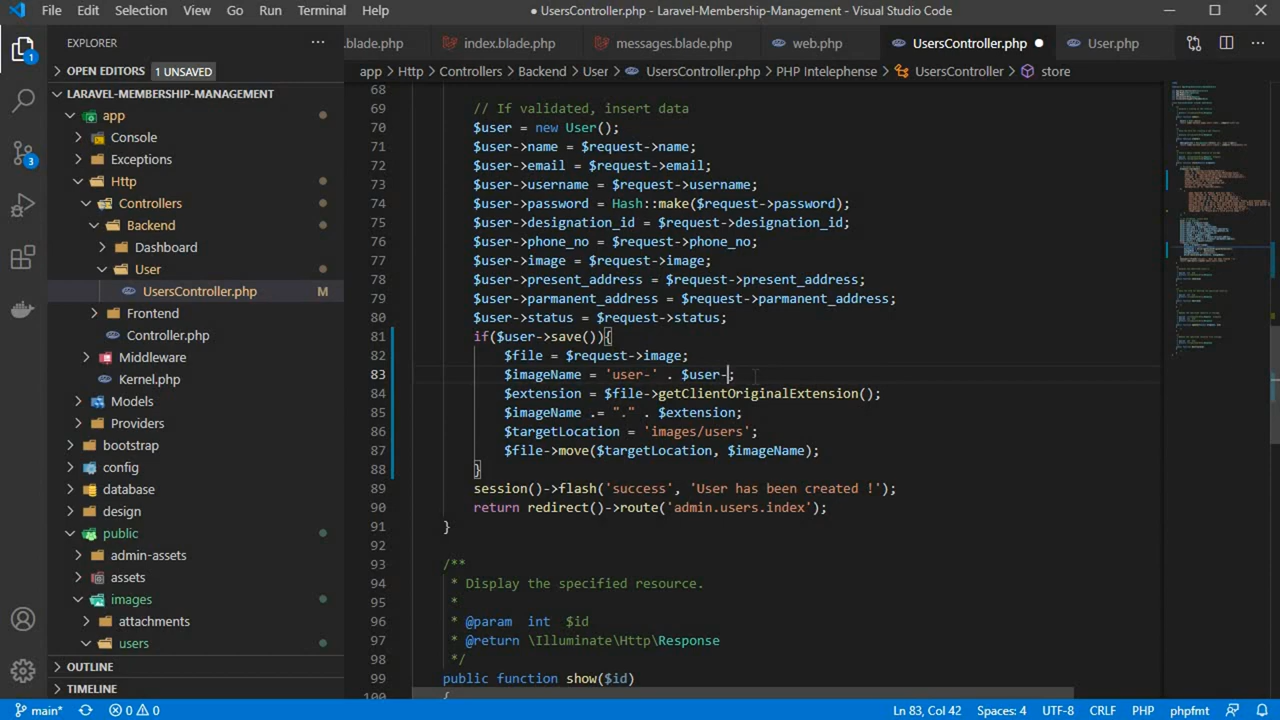 File Edit Selection View Go Run Terminal Help
UsersController.php - Laravel-Membership-Management - Visual Studio Code
EXPLORER
.blade.php index.blade.php messages.blade.php web.php UsersController.php User.php
OPEN EDITORS 1 UNSAVED
app > Http > Controllers > Backend > User > UsersController.php > PHP Intelephense > UsersController > store
LARAVEL-MEMBERSHIP-MANAGEMENT
app
Console
Exceptions
Http
Controllers
Backend
Dashboard
User
UsersController.php M
Frontend
Controller.php
Middleware
Kernel.php
Models
Providers
bootstrap
config
database
design
public
admin-assets
assets
images
attachments
users
OUTLINE
TIMELINE
1
3
68
69 // If validated, insert data
70 $user = new User();
71 $user->name = $request->name;
72 $user->email = $request->email;
73 $user->username = $request->username;
74 $user->password = Hash::make($request->password);
75 $user->designation_id = $request->designation_id;
76 $user->phone_no = $request->phone_no;
77 $user->image = $request->image;
78 $user->present_address = $request->present_address;
79 $user->parmanent_address = $request->parmanent_address;
80 $user->status = $request->status;
81 if($user->save()){
82 $file = $request->image;
83 $imageName = 'user-' . $user-;
84 $extension = $file->getClientOriginalExtension();
85 $imageName .= "." . $extension;
86 $targetLocation = 'images/users';
87 $file->move($targetLocation, $imageName);
88 }
89 session()->flash('success', 'User has been created !');
90 return redirect()->route('admin.users.index');
91 }
92
93 /**
94 * Display the specified resource.
95 *
96 * @param int $id
97 * @return \Illuminate\Http\Response
98 */
99 public function show($id)
100 {
main* 0 0 Ln 83, Col 42 Spaces: 4 UTF-8 CRLF PHP phpfmt